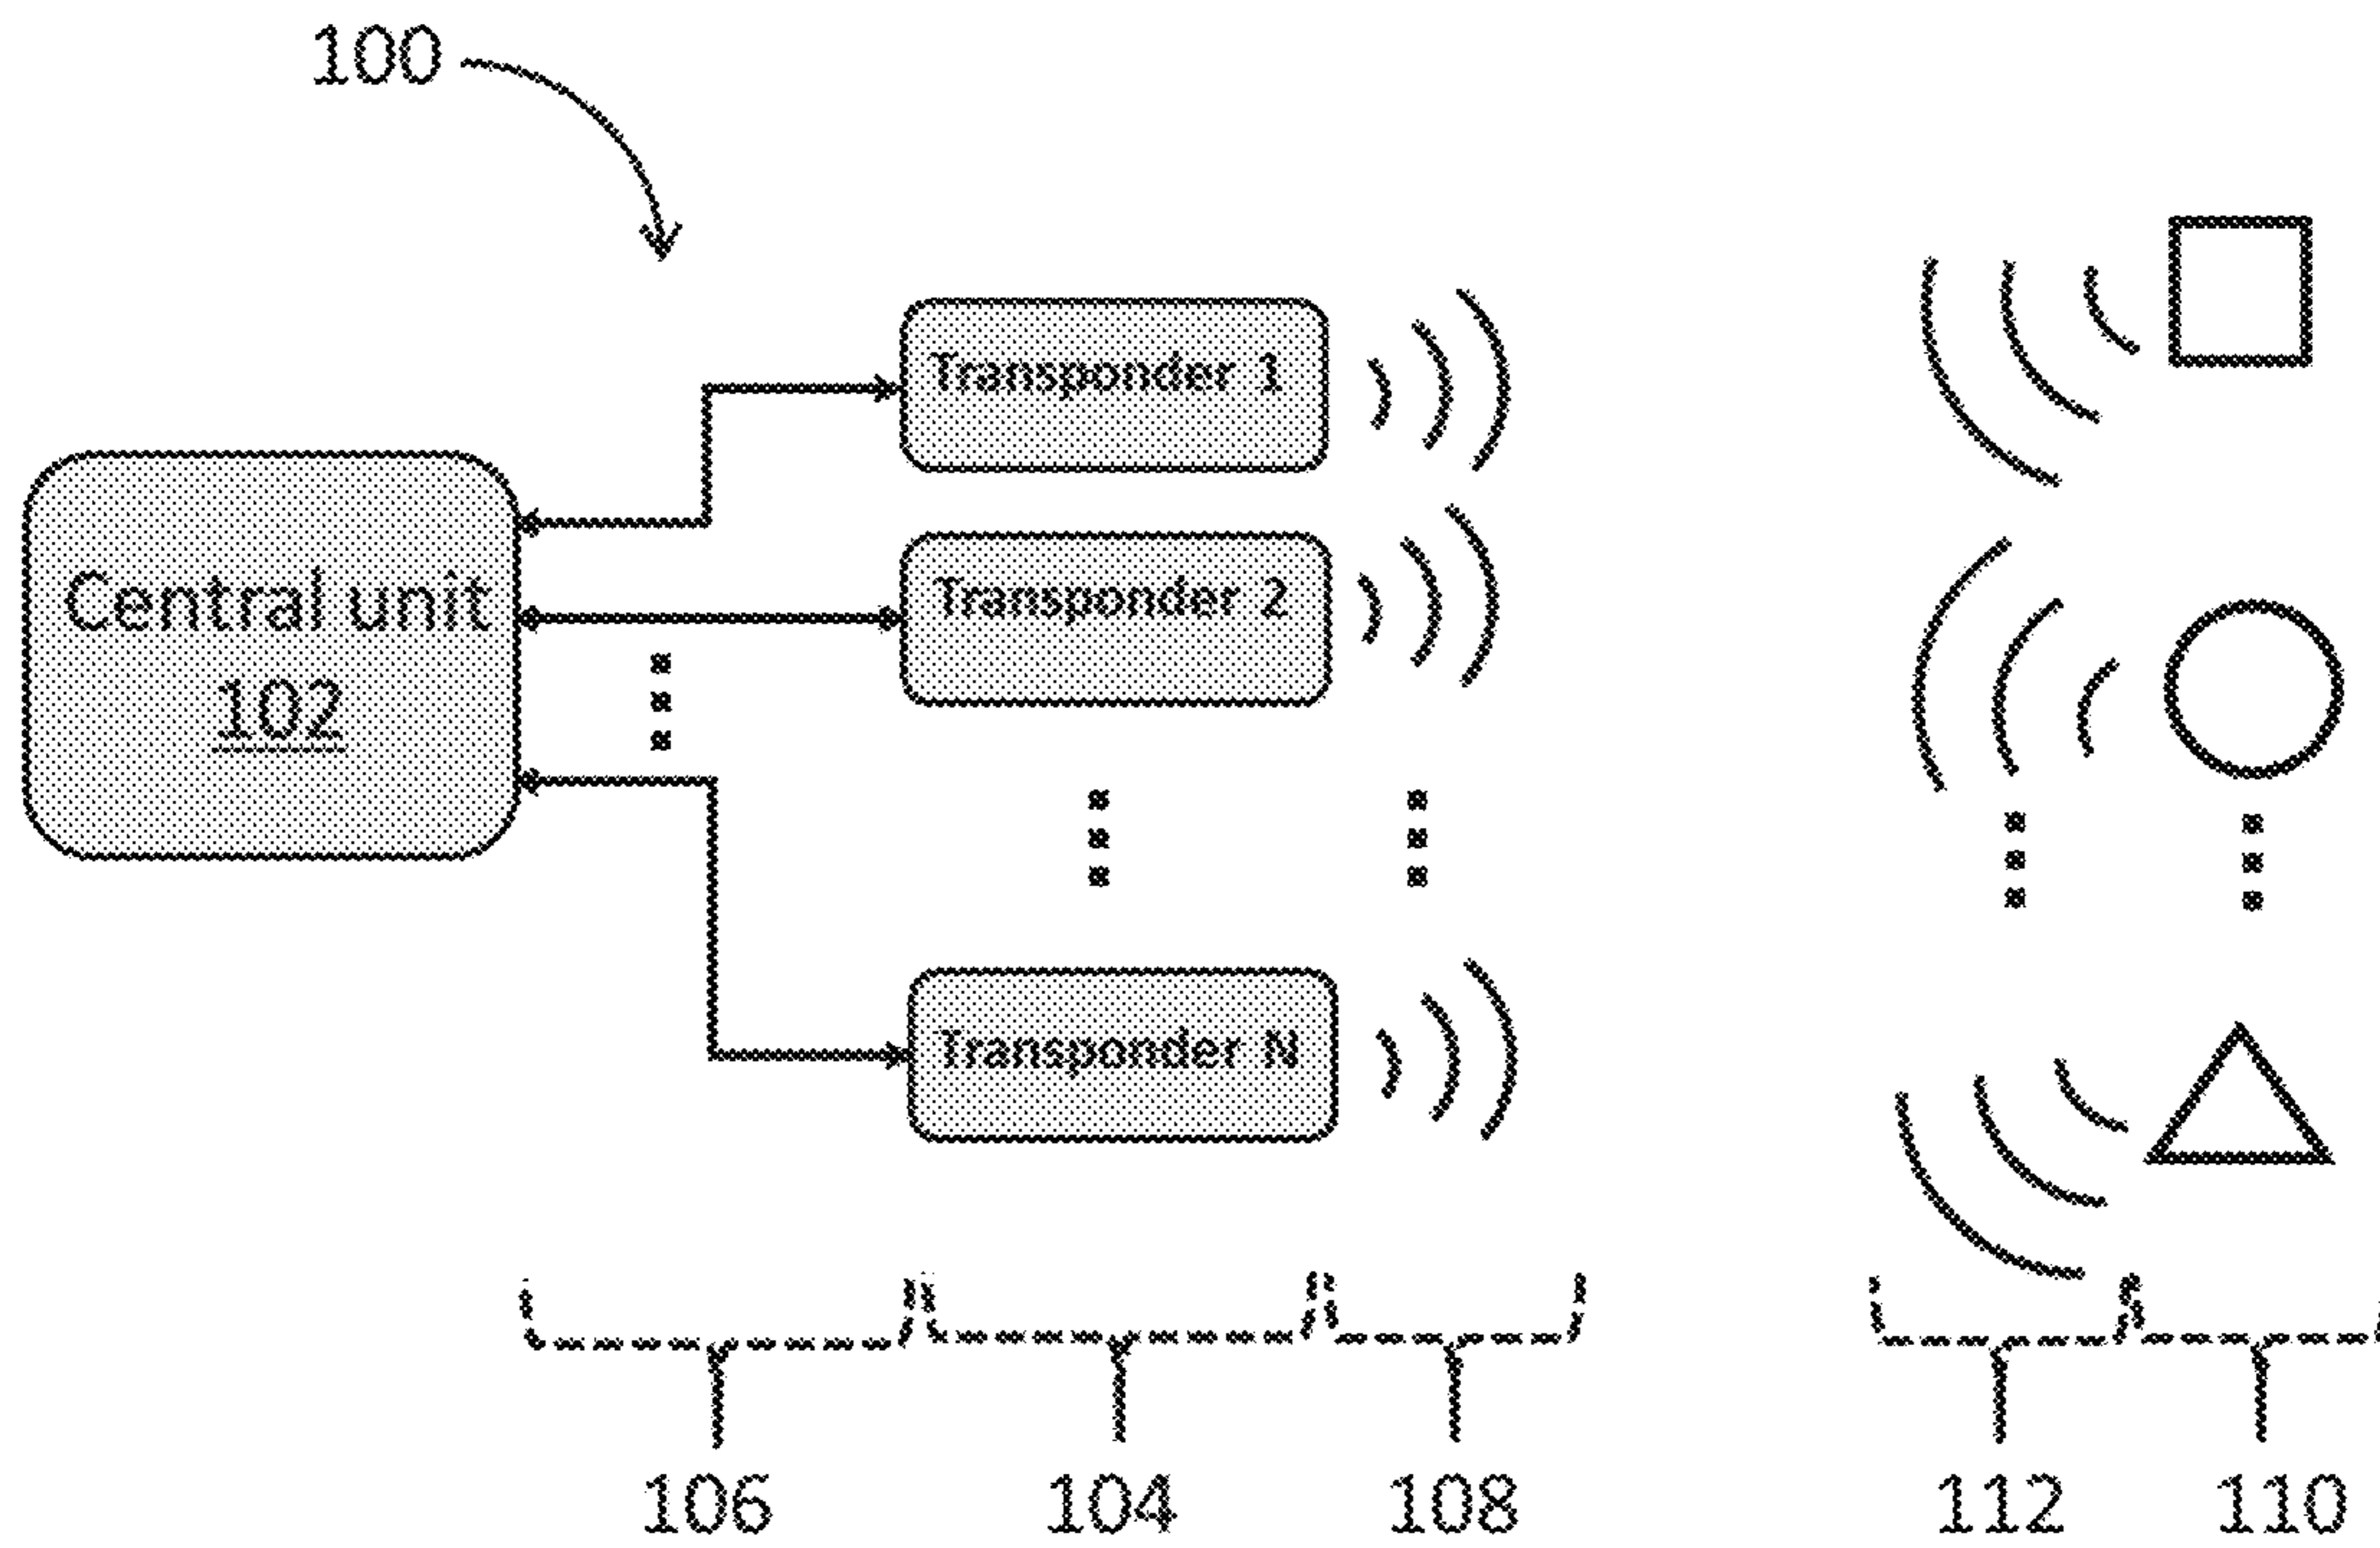 100
Transponder 1
Central unit
102
Transponder 2
Transponder N
106
104
108
112
110